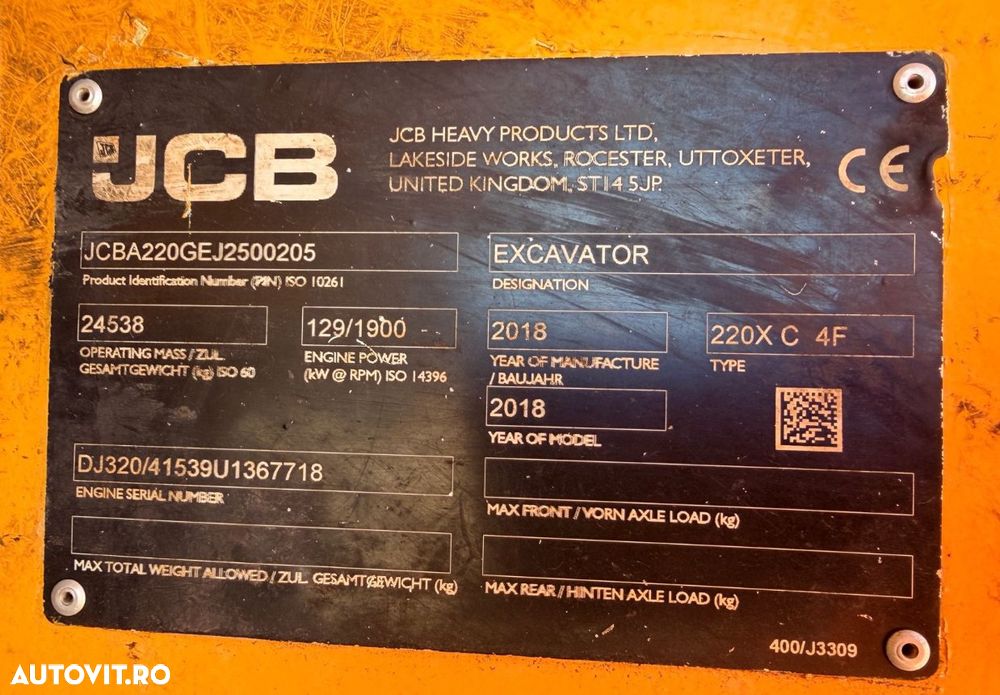 JCB
JCB HEAVY PRODUCTS LTD,
LAKESIDE WORKS, ROCESTER, UTTOXETER,
UNITED KINGDOM, ST14 5JP.
CE
JCBA220GEJ2500205
Product Identification Number (PIN) ISO 10261
EXCAVATOR
DESIGNATION
24538
OPERATING MASS / ZUL.
GESAMTGEWICHT (kg) ISO 60
129/1900
ENGINE POWER
(kW @ RPM) ISO 14396
2018
YEAR OF MANUFACTURE
/ BAUJAHR
220X C 4F
TYPE
2018
YEAR OF MODEL
DJ320/41539U1367718
ENGINE SERIAL NUMBER
MAX FRONT / VORN AXLE LOAD (kg)
MAX TOTAL WEIGHT ALLOWED / ZUL. GESAMTGEWICHT (kg)
MAX REAR / HINTEN AXLE LOAD (kg)
400/J3309
AUTOVIT.RO